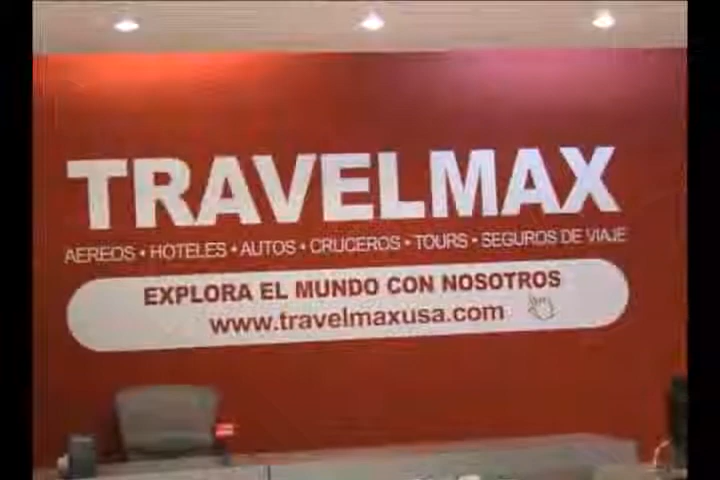 TRAVELMAX
AEREOS • HOTELES • AUTOS • CRUCEROS • TOURS • SEGUROS DE VIAJE
EXPLORA EL MUNDO CON NOSOTROS
www.travelmaxusa.com